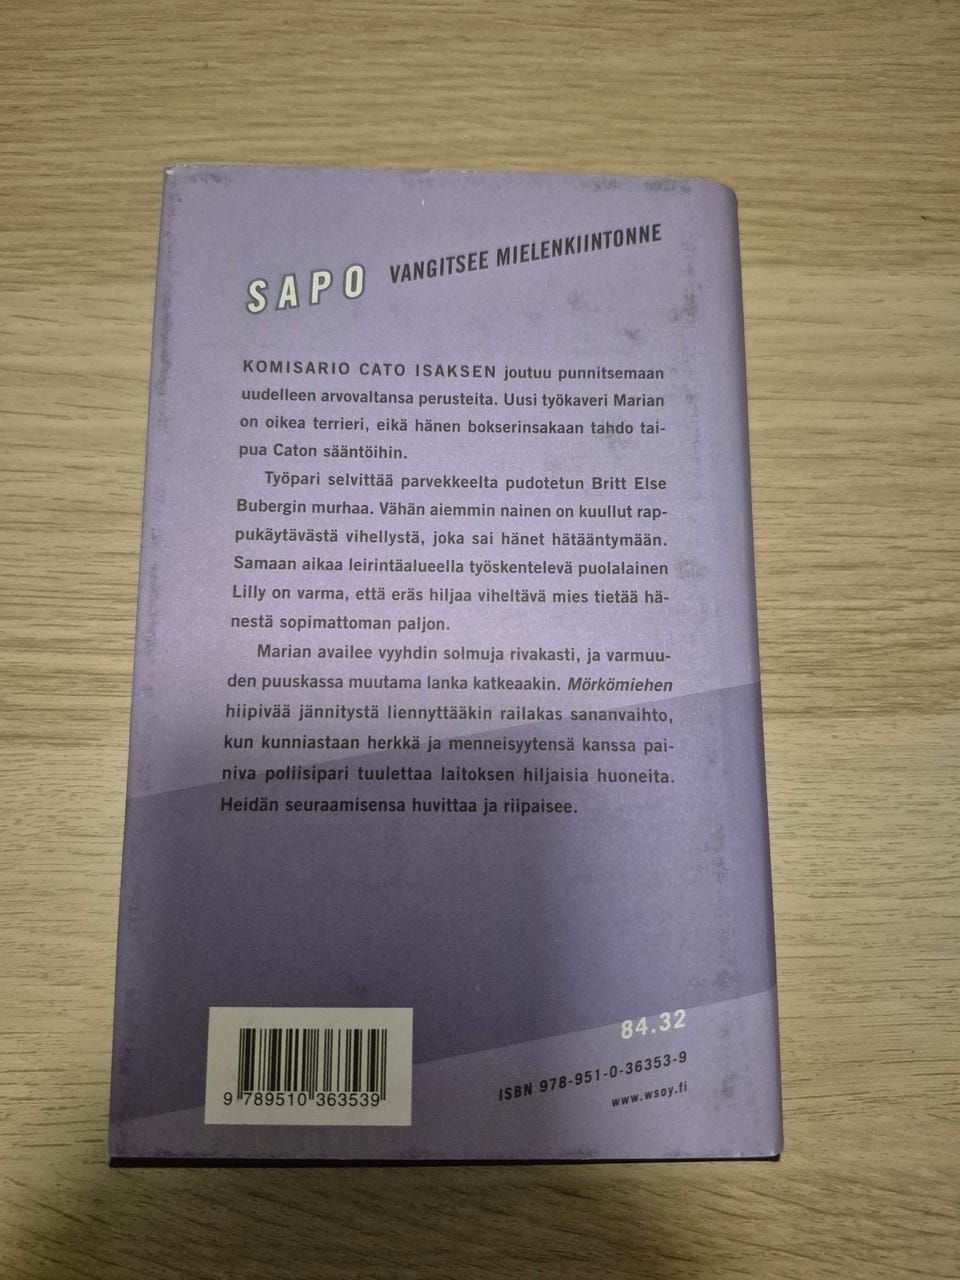 SAPO VANGITSEE MIELENKIINTONNE
KOMISARIO CATO ISAKSEN joutuu punnitsemaan
uudelleen arvovaltansa perusteita. Uusi työkaveri Marian
on oikea terrieri, eikä hänen bokserinsakaan tahdo tai-
pua Caton sääntöihin.
Työpari selvittää parvekkeelta pudotetun Britt Else
Bubergin murhaa. Vähän aiemmin nainen on kuullut rap-
pukäytävästä vihellystä, joka sai hänet hätääntymään.
Samaan aikaa leirintäalueella työskentelevä puolalainen
Lilly on varma, että eräs hiljaa viheltävä mies tietää hä-
nestä sopimattoman paljon.
Marian availee vyyhdin solmuja rivakasti, ja varmuu-
den puuskassa muutama lanka katkeaakin. Mörkömiehen
hiipivää jännitystä liennyttääkin railakas sananvaihto,
kun kunniastaan herkkä ja menneisyytensä kanssa pai-
niva poliisipari tuulettaa laitoksen hiljaisia huoneita.
Heidän seuraamisensa huvittaa ja riipaisee.
84.32
ISBN 978-951-0-36353-9
www.wsoy.fi
9 789510 363539